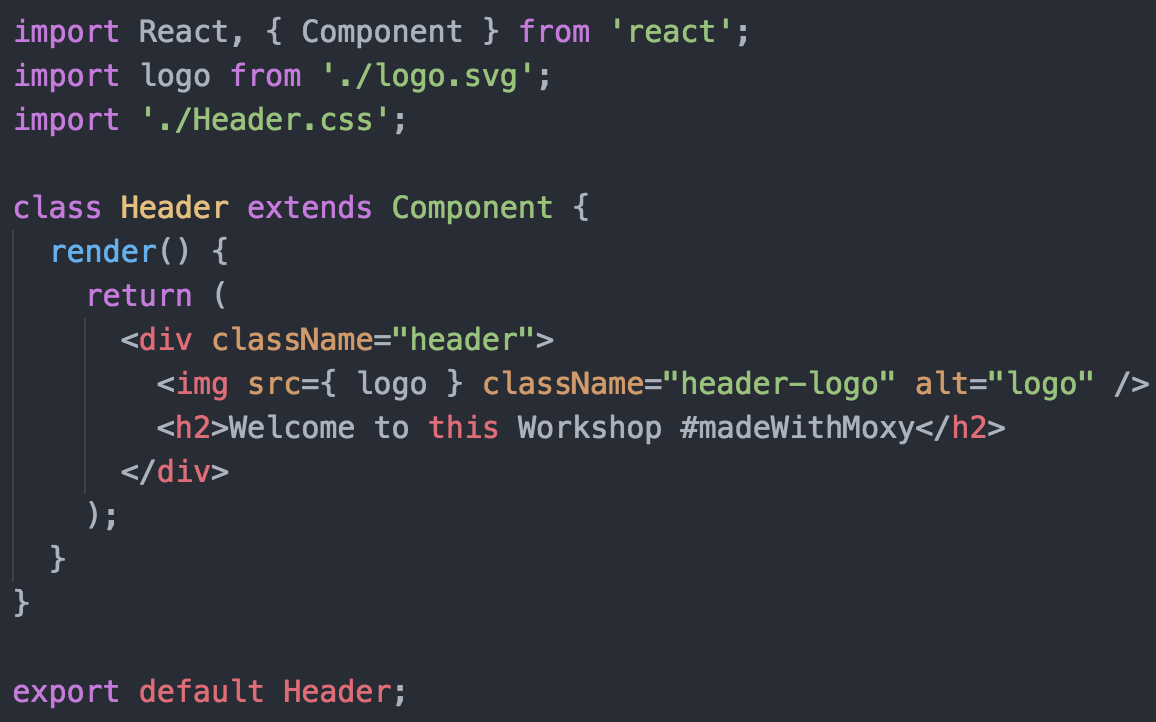 import React, { Component } from 'react';
import logo from './logo.svg';
import './Header.css';

class Header extends Component {
  render() {
    return (
      <div className="header">
        <img src={ logo } className="header-logo" alt="logo" />
        <h2>Welcome to this Workshop #madeWithMoxy</h2>
      </div>
    );
  }
}

export default Header;